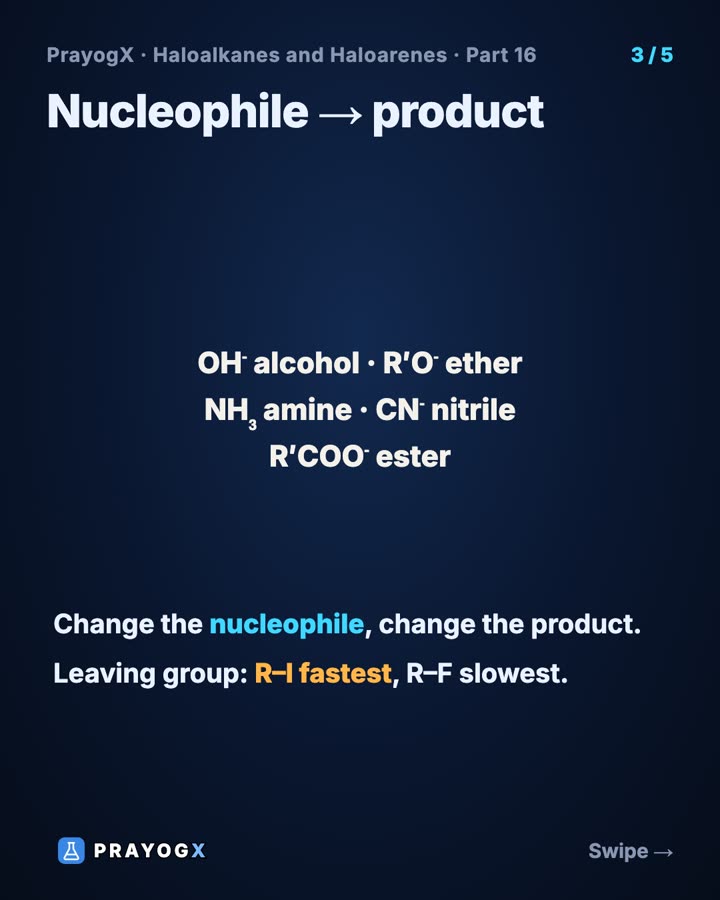 PrayogX · Haloalkanes and Haloarenes · Part 16
3 / 5
Nucleophile → product
OH⁻ alcohol · R′O⁻ ether
NH₃ amine · CN⁻ nitrile
R′COO⁻ ester
Change the nucleophile, change the product.
Leaving group: R–I fastest, R–F slowest.
PRAYOGX
Swipe →